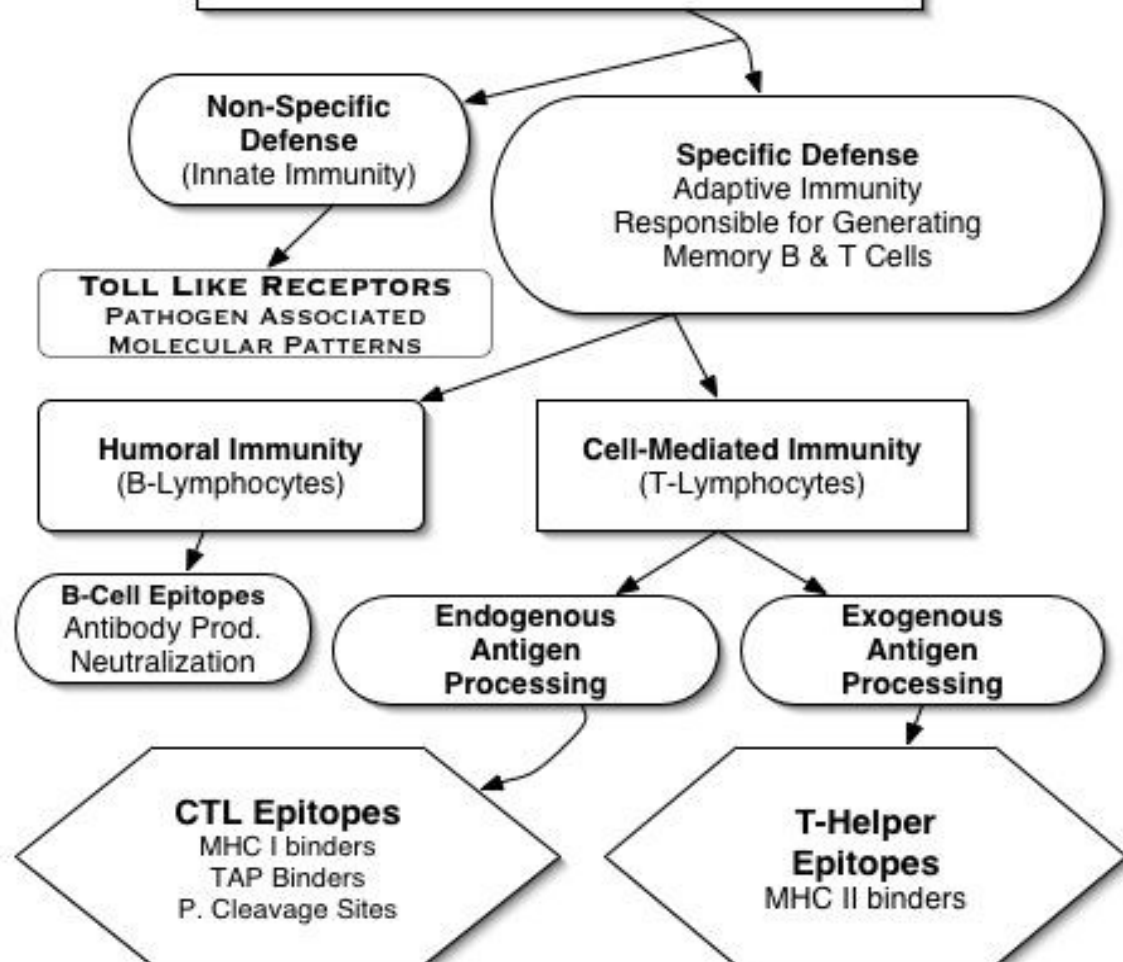 Non-Specific
Defense
(Innate Immunity)
Specific Defense
Adaptive Immunity
Responsible for Generating
Memory B & T Cells
TOLL LIKE RECEPTORS
PATHOGEN ASSOCIATED
MOLECULAR PATTERNS
Humoral Immunity
(B-Lymphocytes)
Cell-Mediated Immunity
(T-Lymphocytes)
B-Cell Epitopes
Antibody Prod.
Neutralization
Endogenous
Antigen
Processing
Exogenous
Antigen
Processing
CTL Epitopes
MHC I binders
TAP Binders
P. Cleavage Sites
T-Helper
Epitopes
MHC II binders